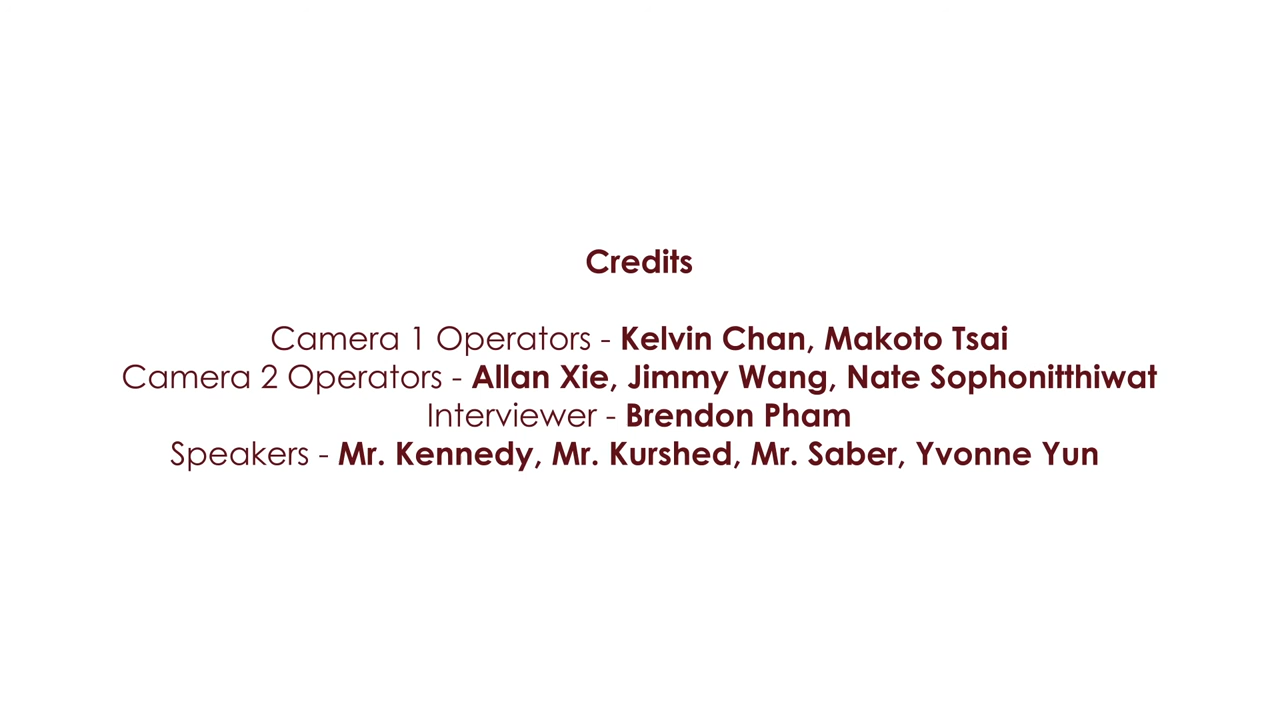 Credits
Camera 1 Operators - Kelvin Chan, Makoto Tsai
Camera 2 Operators - Allan Xie, Jimmy Wang, Nate Sophonitthiwat
Interviewer - Brendon Pham
Speakers - Mr. Kennedy, Mr. Kurshed, Mr. Saber, Yvonne Yun